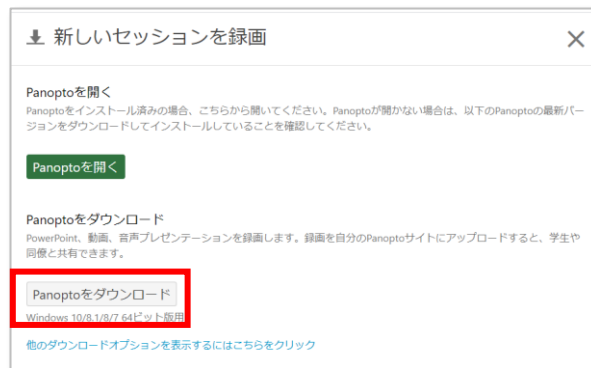 新しいセッションを録画
Panoptoを開く
Panoptoをインストール済みの場合、こちらから開いてください。Panoptoが開かない場合は、以下のPanoptoの最新バー
ジョンをダウンロードしてインストールしていることを確認してください。
Panoptoを開く
Panoptoをダウンロード
PowerPoint、動画、音声プレゼンテーションを録画します。録画を自分のPanoptoサイトにアップロードすると、学生や
同僚と共有できます。
Panoptoをダウンロード
Windows 10/8.1/8/7 64ビット版用
他のダウンロードオプションを表示するにはこちらをクリック